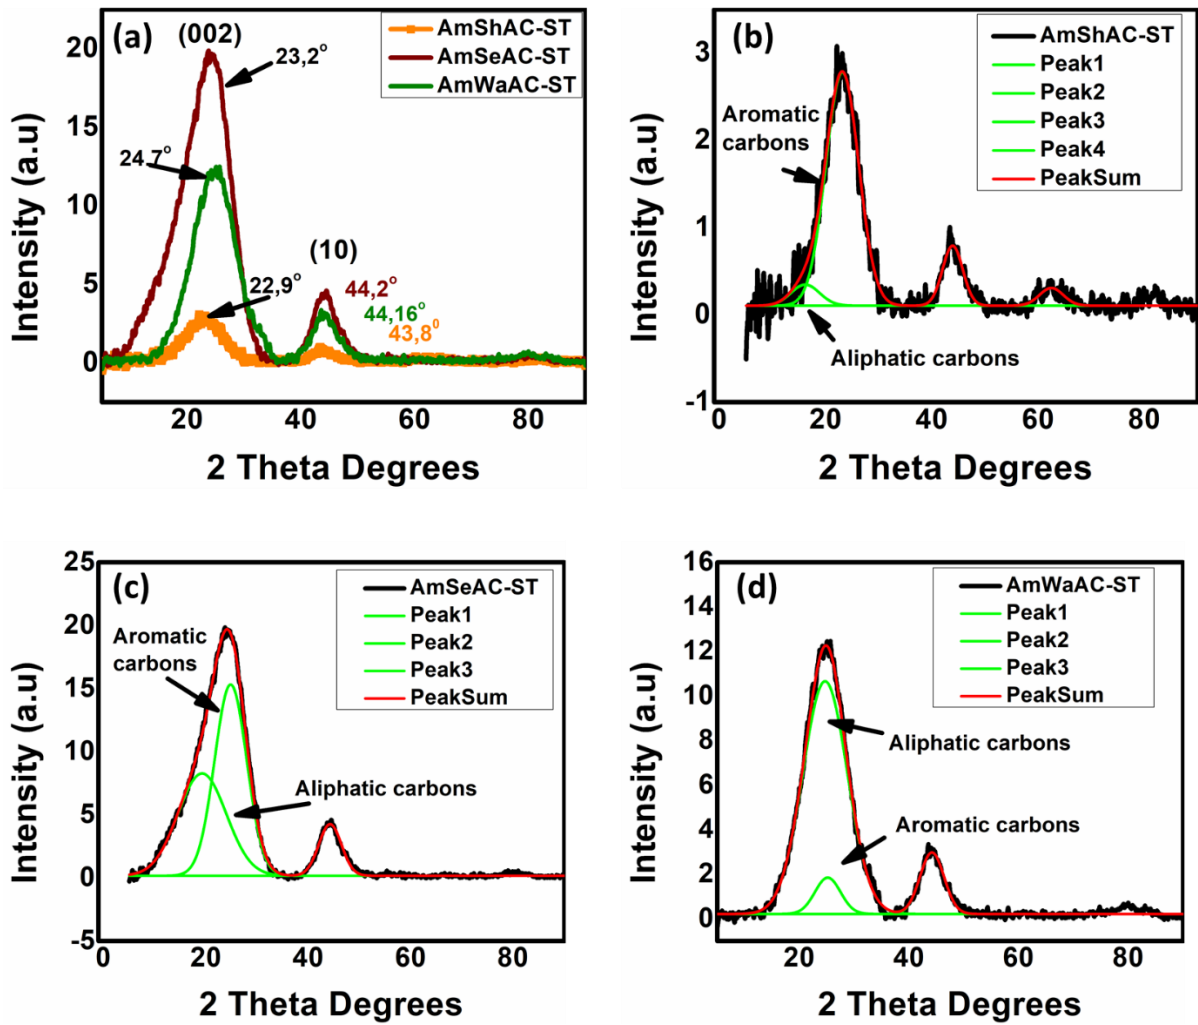 (a)
(002)
AmShAC-ST
AmSeAC-ST
AmWaAC-ST
23,2°
24,7°
22,9°
(10)
44,2°
44,16°
43,8⁰
20
15
10
5
0
20 40 60 80
Intensity (a.u)
2 Theta Degrees
(b)
AmShAC-ST
Peak1
Peak2
Peak3
Peak4
PeakSum
Aromatic
carbons
Aliphatic carbons
3
2
1
0
-1
0 20 40 60 80
Intensity (a.u)
2 Theta Degrees
(c)
AmSeAC-ST
Peak1
Peak2
Peak3
PeakSum
Aromatic
carbons
Aliphatic carbons
25
20
15
10
5
0
-5
0 20 40 60 80
Intensity (a.u)
2 Theta Degrees
(d)
AmWaAC-ST
Peak1
Peak2
Peak3
PeakSum
Aliphatic carbons
Aromatic carbons
16
14
12
10
8
6
4
2
0
20 40 60 80
Intensity (a.u)
2 Theta Degrees